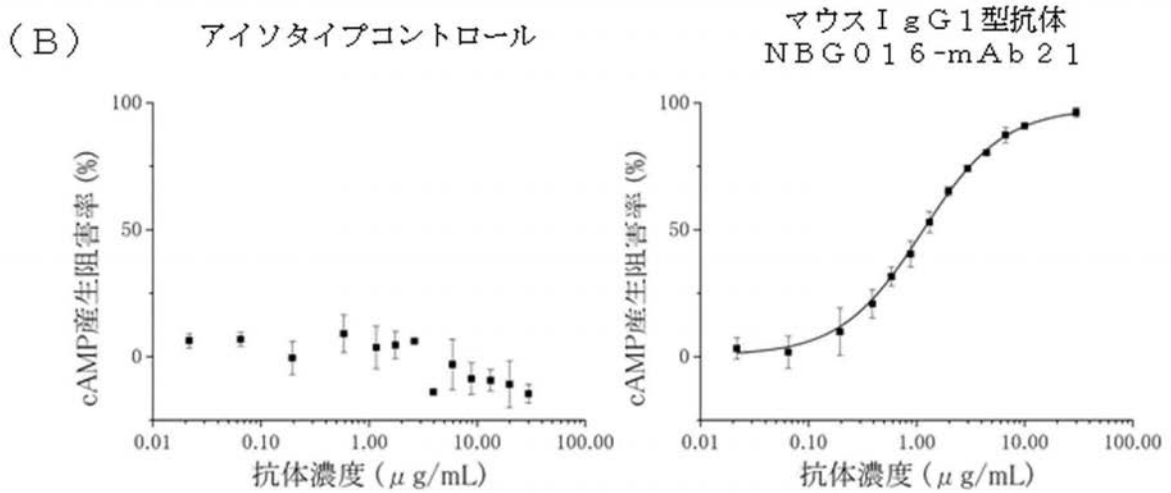 (B)
アイソタイプコントロール
マウスIgG1型抗体
NBG016-mAb21
cAMP産生阻害率 (%)
100
50
0
0.01 0.10 1.00 10.00 100.00
抗体濃度 (μg/mL)
cAMP産生阻害率 (%)
100
50
0
0.01 0.10 1.00 10.00 100.00
抗体濃度 (μg/mL)